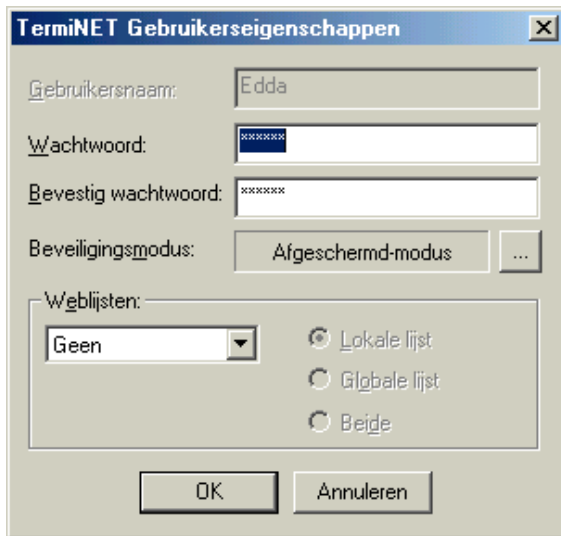 TermiNET Gebruikerseigenschappen
Gebruikersnaam: Edda
Wachtwoord: ******
Bevestig wachtwoord: ******
Beveiligingsmodus: Afgeschermd-modus ...
Weblijsten:
Geen
Lokale lijst
Globale lijst
Beide
OK Annuleren